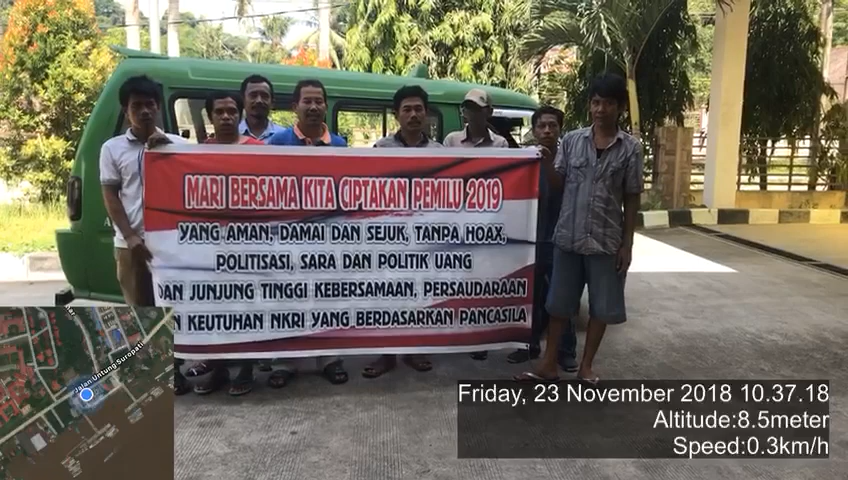 MARI BERSAMA KITA CIPTAKAN PEMILU 2019
YANG AMAN, DAMAI DAN SEJUK, TANPA HOAX,
POLITISASI, SARA DAN POLITIK UANG
DAN JUNJUNG TINGGI KEBERSAMAAN, PERSAUDARAAN
KEUTUHAN NKRI YANG BERDASARKAN PANCASILA
Jalan Untung Suropati
Friday, 23 November 2018 10.37.18
Altitude:8.5meter
Speed:0.3km/h